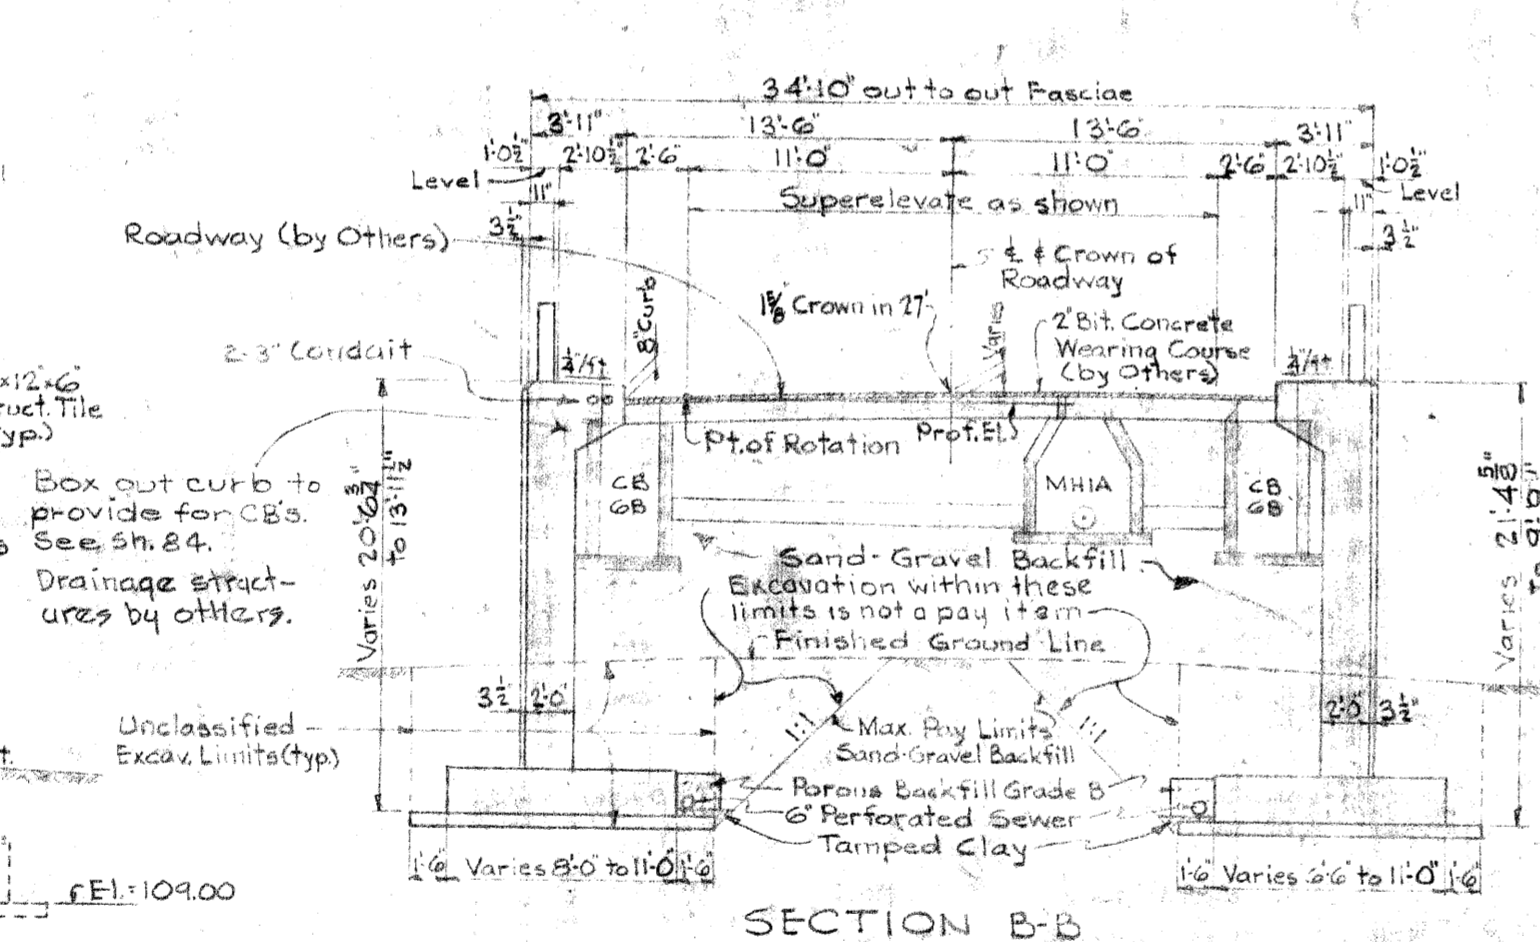 34'-10" out to out Fasciae
3'-11" 13'-6" 13'-6" 3'-11"
1'-0½" 2'-10½" 2'-6" 11'-0" 11'-0" 2'-6" 2'-10½" 1'-0½"
Level Level
11" 11"
Superelevate as shown
3½" 3½"
Roadway (by Others)
℄ & Crown of
Roadway
8" Curb
1⅝" Crown in 27'
Varies
2" Bit. Concrete
Wearing Course
(by Others)
2-3" Conduit
¼"/ft ¼"/ft
x12"x6"
ruct. Tile
yp.)
Pt. of Rotation
Prof. El.
Box out curb to
provide for CB's.
See Sh. 84.
Drainage struct-
ures by others.
Varies 20'-6¾"
to 13'-11½"
CB
GB
MH1A
CB
GB
Varies 21'-4⅝"
to
Sand-Gravel Backfill
Excavation within these
limits is not a pay item
Finished Ground Line
3½" 2'-0" 2'-0" 3½"
Unclassified
Excav. Limits (typ.)
1:1 1:1
Max. Pay Limits
Sand-Gravel Backfill
t.
Porous Backfill Grade B
6" Perforated Sewer
Tamped Clay
1'-6" Varies 8'-0" to 11'-0" 1'-6"
1'-6" Varies 6'-6" to 11'-0" 1'-6"
El.=109.00
SECTION B-B